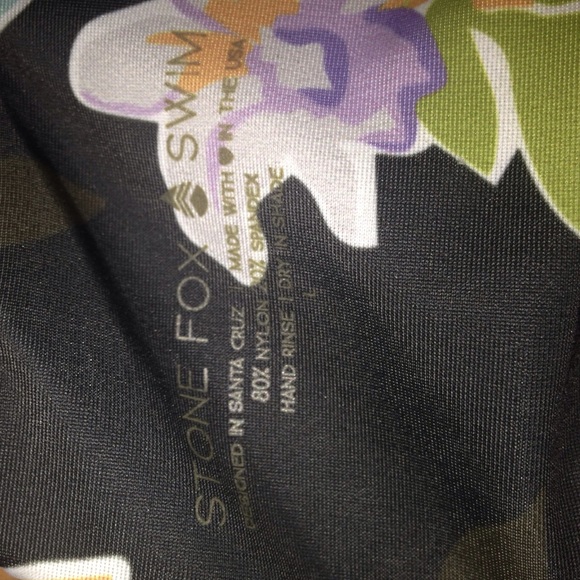 STONE FOX SWIM
DESIGNED IN SANTA CRUZ MADE WITH IN THE USA
80% NYLON 20% SPANDEX
HAND RINSE | DRY IN SHADE
L